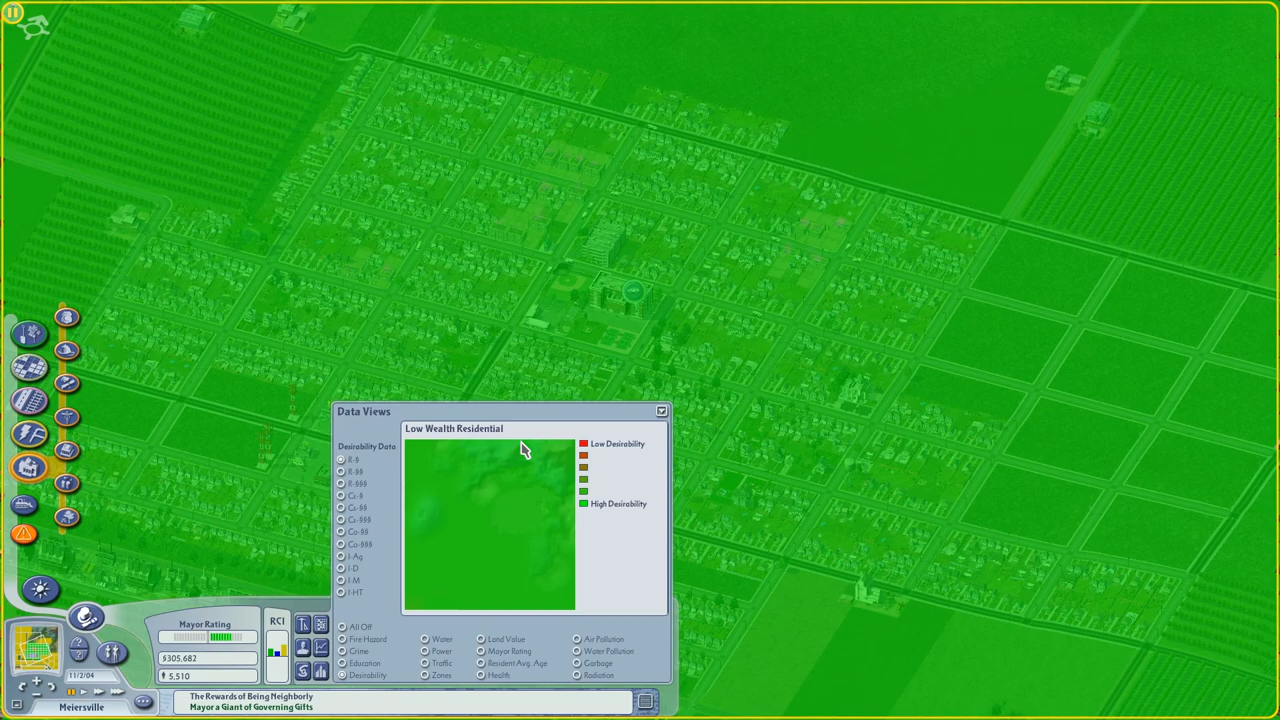 Data Views
Low Wealth Residential
Desirability Data
R-§
R-§§
R-§§§
Cs-§
Cs-§§
Cs-§§§
Co-§§
Co-§§§
I-Ag
I-D
I-M
I-HT
Low Desirability
High Desirability
All Off
Fire Hazard
Crime
Education
Desirability
Water
Power
Traffic
Zones
Land Value
Mayor Rating
Resident Avg. Age
Health
Air Pollution
Water Pollution
Garbage
Radiation
Mayor Rating
§305,682
5,510
RCI
11/2/04
Meiersville
The Rewards of Being Neighborly
Mayor a Giant of Governing Gifts